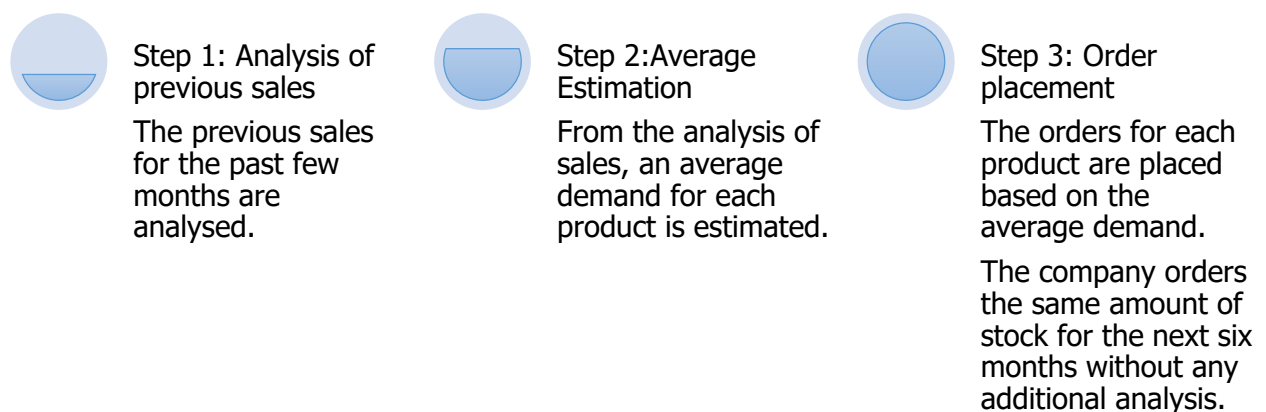 Step 1: Analysis of
previous sales
The previous sales
for the past few
months are
analysed.
Step 2:Average
Estimation
From the analysis of
sales, an average
demand for each
product is estimated.
Step 3: Order
placement
The orders for each
product are placed
based on the
average demand.
The company orders
the same amount of
stock for the next six
months without any
additional analysis.